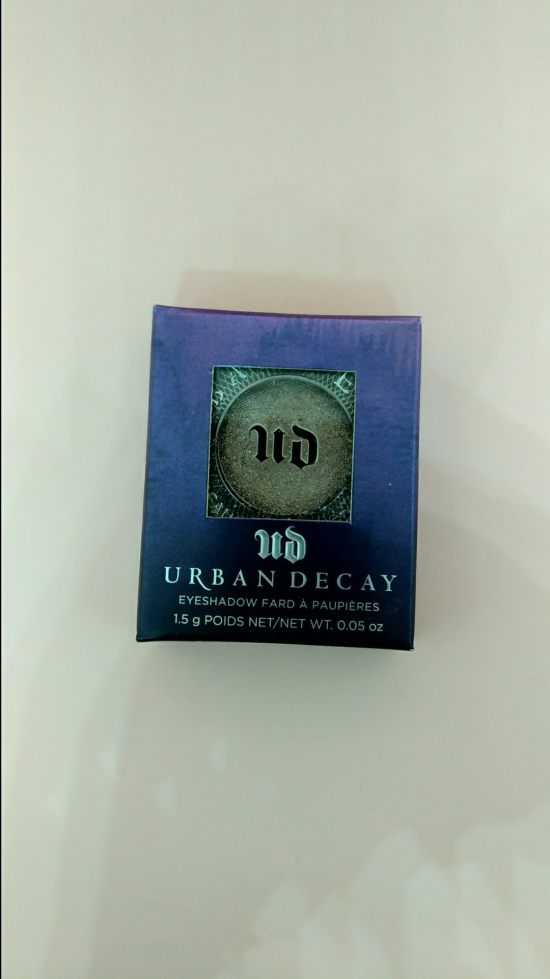 ud
ud
URBAN DECAY
EYESHADOW FARD À PAUPIÈRES
1.5 g POIDS NET/NET WT. 0.05 oz